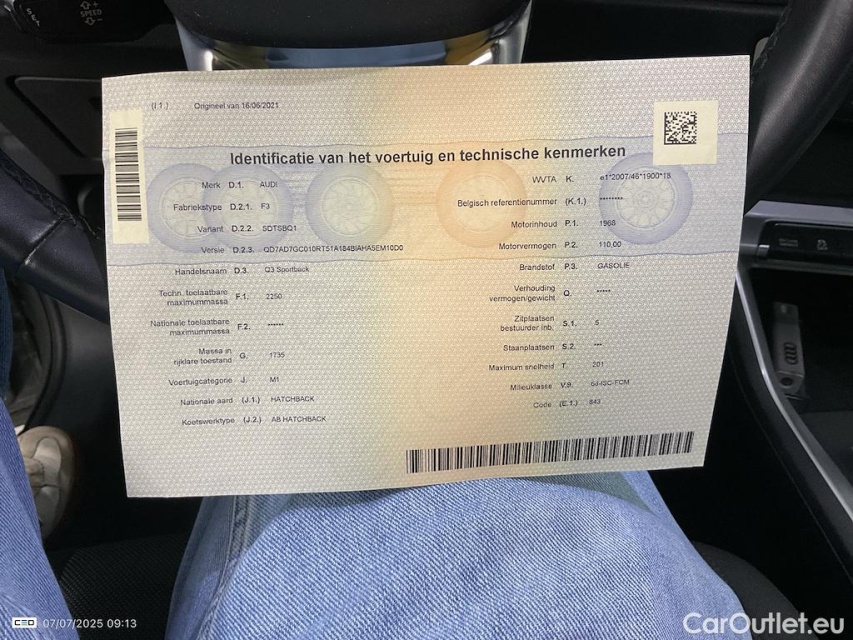 SPEED
(I.1.) Origineel van 16/06/2021
Identificatie van het voertuig en technische kenmerken
Merk D.1. AUDI
Fabriekstype D.2.1. F3
Variant D.2.2. SDTSBQ1
Versie D.2.3. QD7AD7GC010RT51A184BIAHA5EM10D0
Handelsnaam D.3. Q3 Sportback
Techn. toelaatbare
maximummassa F.1. 2250
Nationale toelaatbare
maximummassa F.2. ******
Massa in
rijklare toestand G. 1735
Voertuigcategorie J. M1
Nationale aard (J.1.) HATCHBACK
Koetswerktype (J.2.) AB HATCHBACK
WVTA K. e1*2007/46*1900*18
Belgisch referentienummer (K.1.) ********
Motorinhoud P.1. 1968
Motorvermogen P.2. 110,00
Brandstof P.3. GASOLIE
Verhouding
vermogen/gewicht Q. *****
Zitplaatsen
bestuurder inb. S.1. 5
Staanplaatsen S.2. ***
Maximum snelheid T. 201
Milieuklasse V.9. 6d-ISC-FCM
Code (E.1.) 843
07/07/2025 09:13
CarOutlet.eu